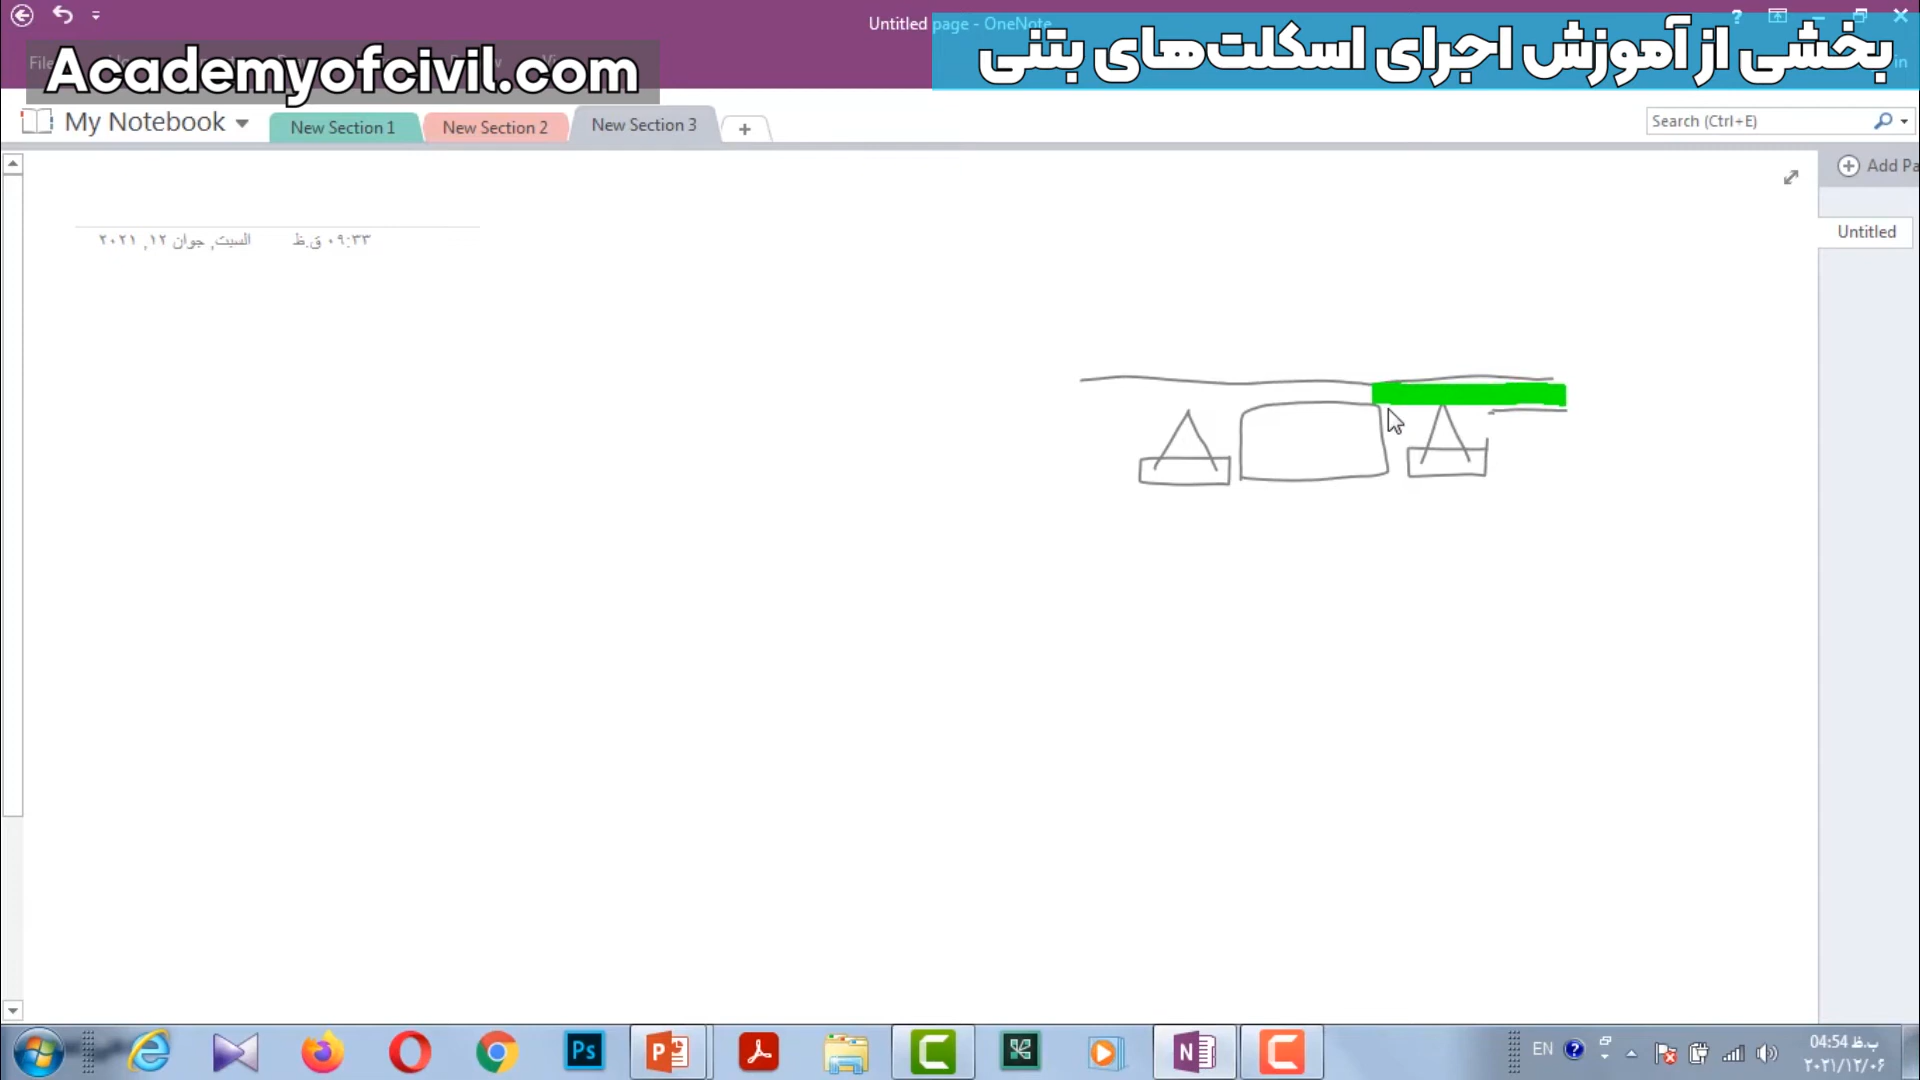 Untitled page - OneNote
بخشی از آموزش اجرای اسکلت‌های بتنی
Academyofcivil.com
My Notebook
New Section 1
New Section 2
New Section 3
Search (Ctrl+E)
Add Pa
Untitled
السبت, جوان ١٢, ٢٠٢١ ٠٩:٣٣ ق.ظ
EN
04:54 ب.ظ
٢٠٢١/١٢/٠۶